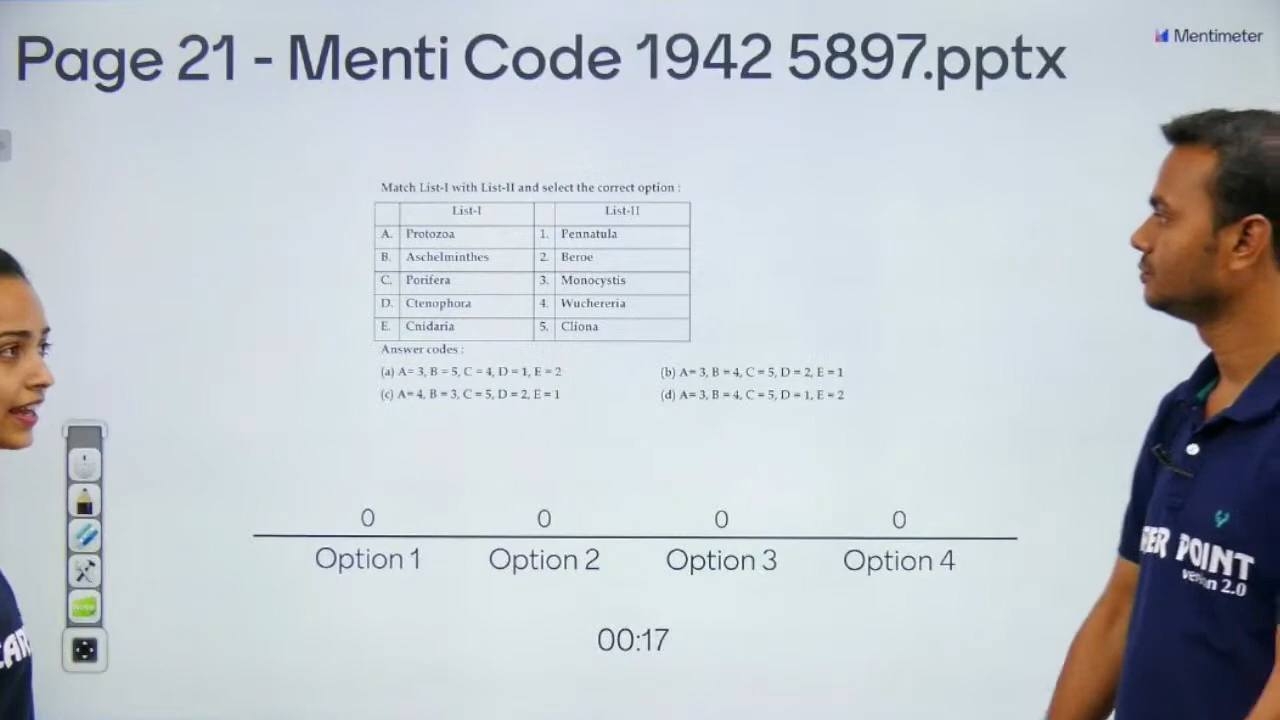 Page 21 - Menti Code 1942 5897.pptx
Mentimeter
Match List-I with List-II and select the correct option :
List-I List-II
A. Protozoa 1. Pennatula
B. Aschelminthes 2. Beroe
C. Porifera 3. Monocystis
D. Ctenophora 4. Wuchereria
E. Cnidaria 5. Cliona
Answer codes :
(a) A= 3, B = 5, C = 4, D = 1, E = 2 (b) A= 3, B = 4, C = 5, D = 2, E = 1
(c) A= 4, B = 3, C = 5, D = 2, E = 1 (d) A= 3, B = 4, C = 5, D = 1, E = 2
0 0 0 0
Option 1 Option 2 Option 3 Option 4
00:17
POINT
version 2.0